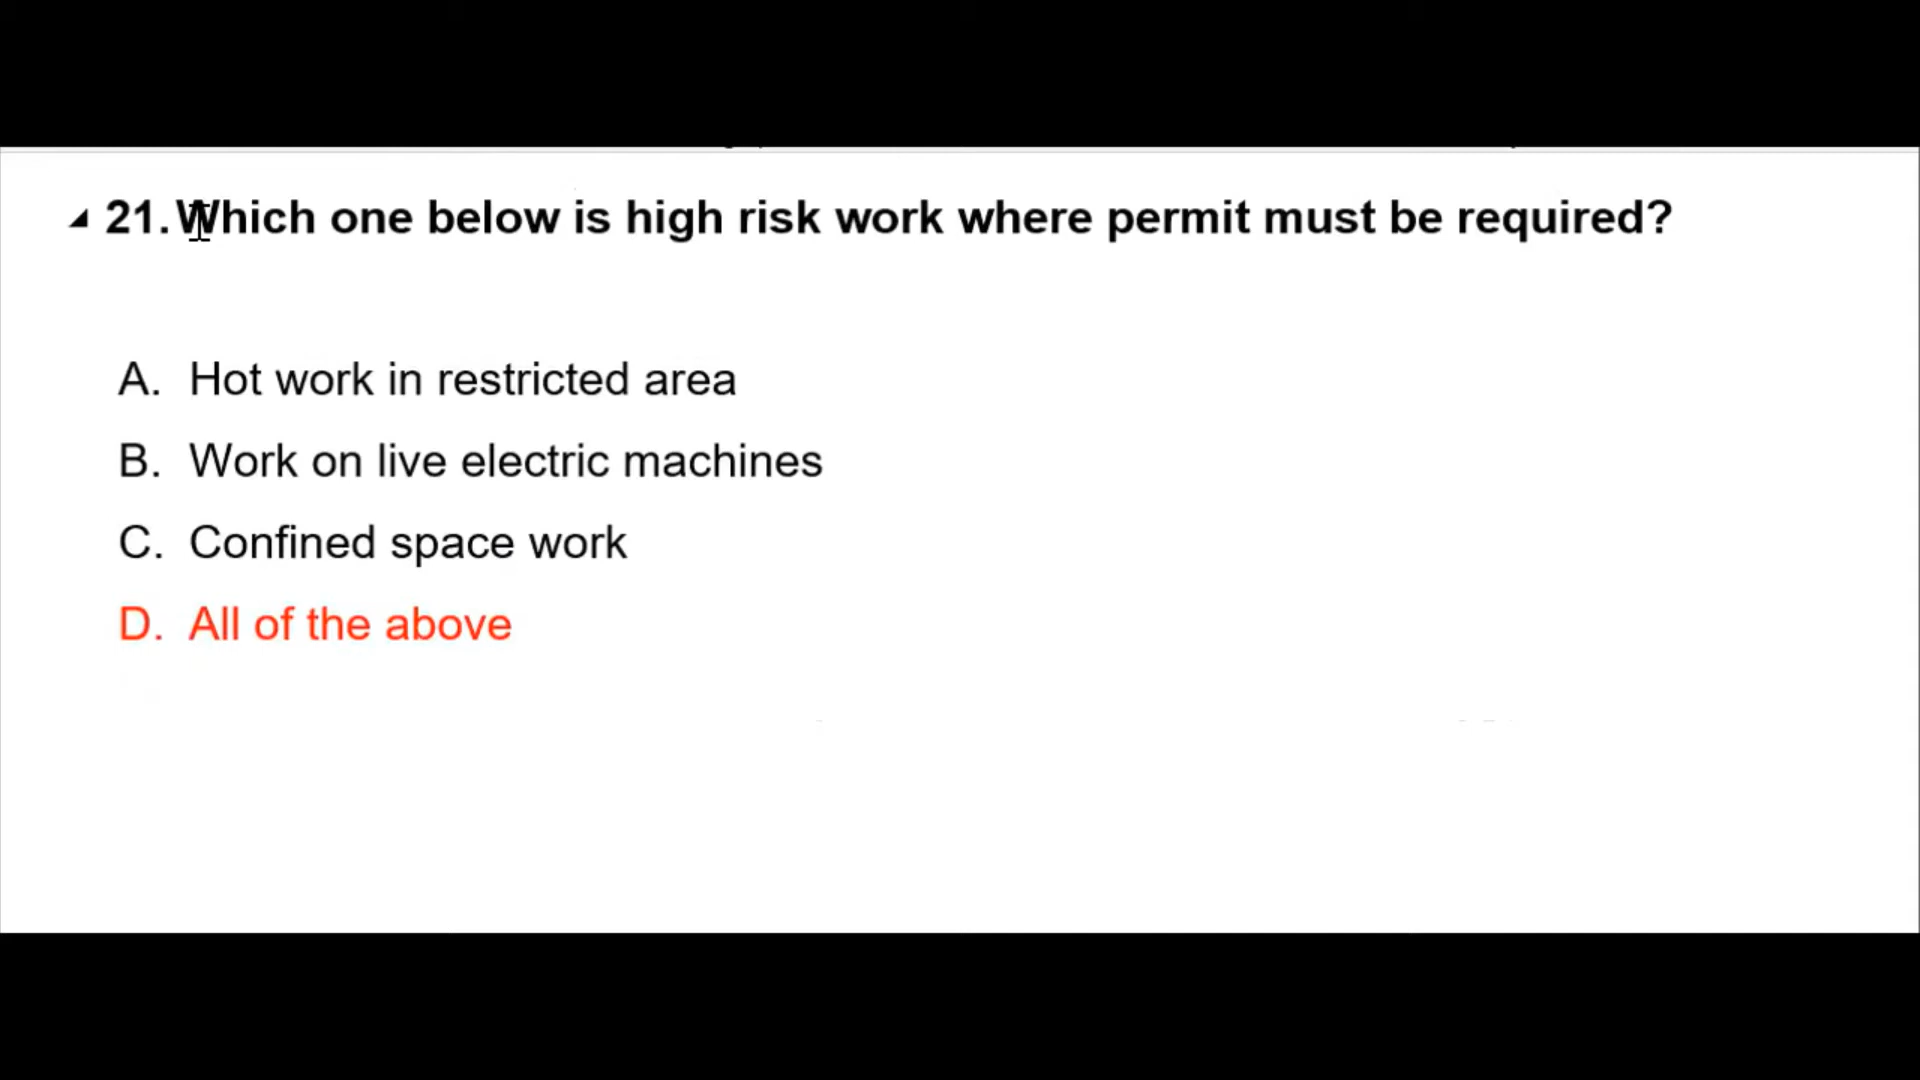 21. Which one below is high risk work where permit must be required?
A. Hot work in restricted area
B. Work on live electric machines
C. Confined space work
D. All of the above